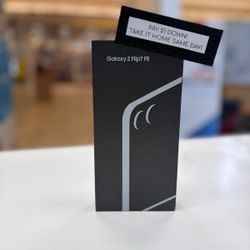 PAY $1 DOWN!
TAKE IT HOME SAME DAY!
Galaxy Z Flip7 FE